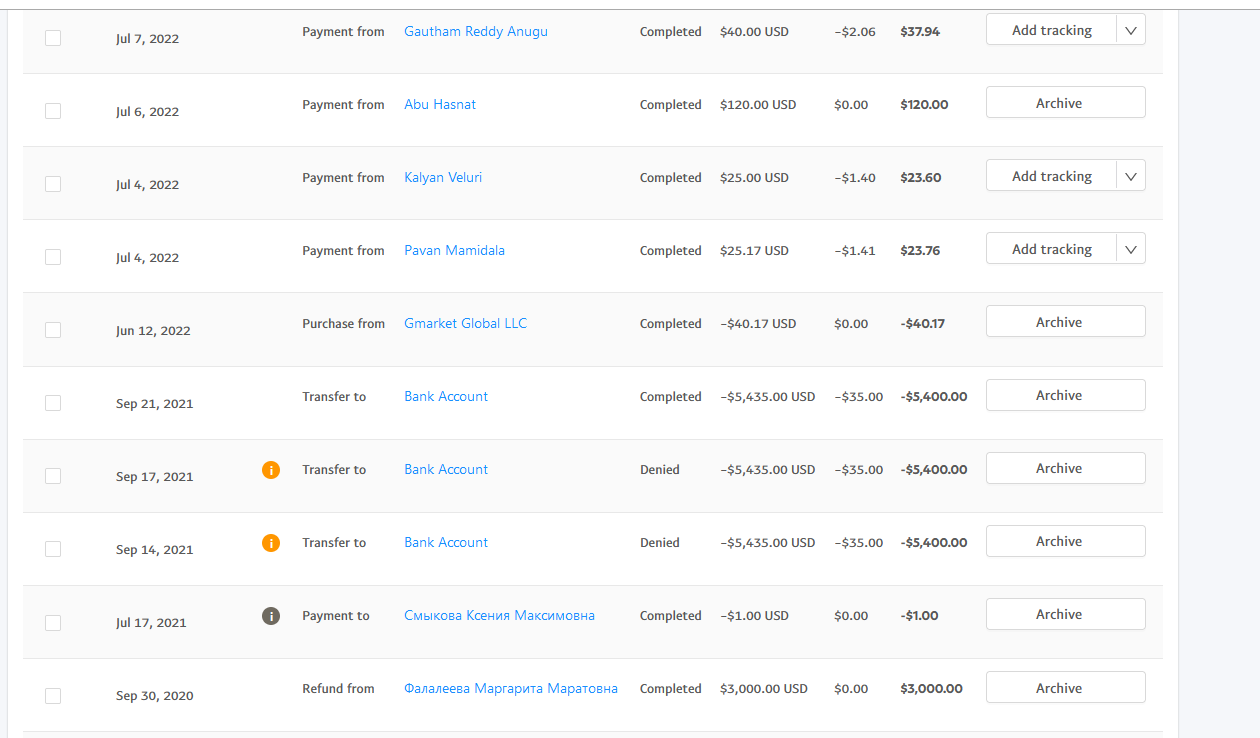 Jul 7, 2022 Payment from Gautham Reddy Anugu Completed $40.00 USD −$2.06 $37.94 Add tracking
Jul 6, 2022 Payment from Abu Hasnat Completed $120.00 USD $0.00 $120.00 Archive
Jul 4, 2022 Payment from Kalyan Veluri Completed $25.00 USD −$1.40 $23.60 Add tracking
Jul 4, 2022 Payment from Pavan Mamidala Completed $25.17 USD −$1.41 $23.76 Add tracking
Jun 12, 2022 Purchase from Gmarket Global LLC Completed −$40.17 USD $0.00 -$40.17 Archive
Sep 21, 2021 Transfer to Bank Account Completed −$5,435.00 USD −$35.00 -$5,400.00 Archive
Sep 17, 2021 i Transfer to Bank Account Denied −$5,435.00 USD −$35.00 -$5,400.00 Archive
Sep 14, 2021 i Transfer to Bank Account Denied −$5,435.00 USD −$35.00 -$5,400.00 Archive
Jul 17, 2021 i Payment to Смыкова Ксения Максимовна Completed −$1.00 USD $0.00 -$1.00 Archive
Sep 30, 2020 Refund from Фалалеева Маргарита Маратовна Completed $3,000.00 USD $0.00 $3,000.00 Archive